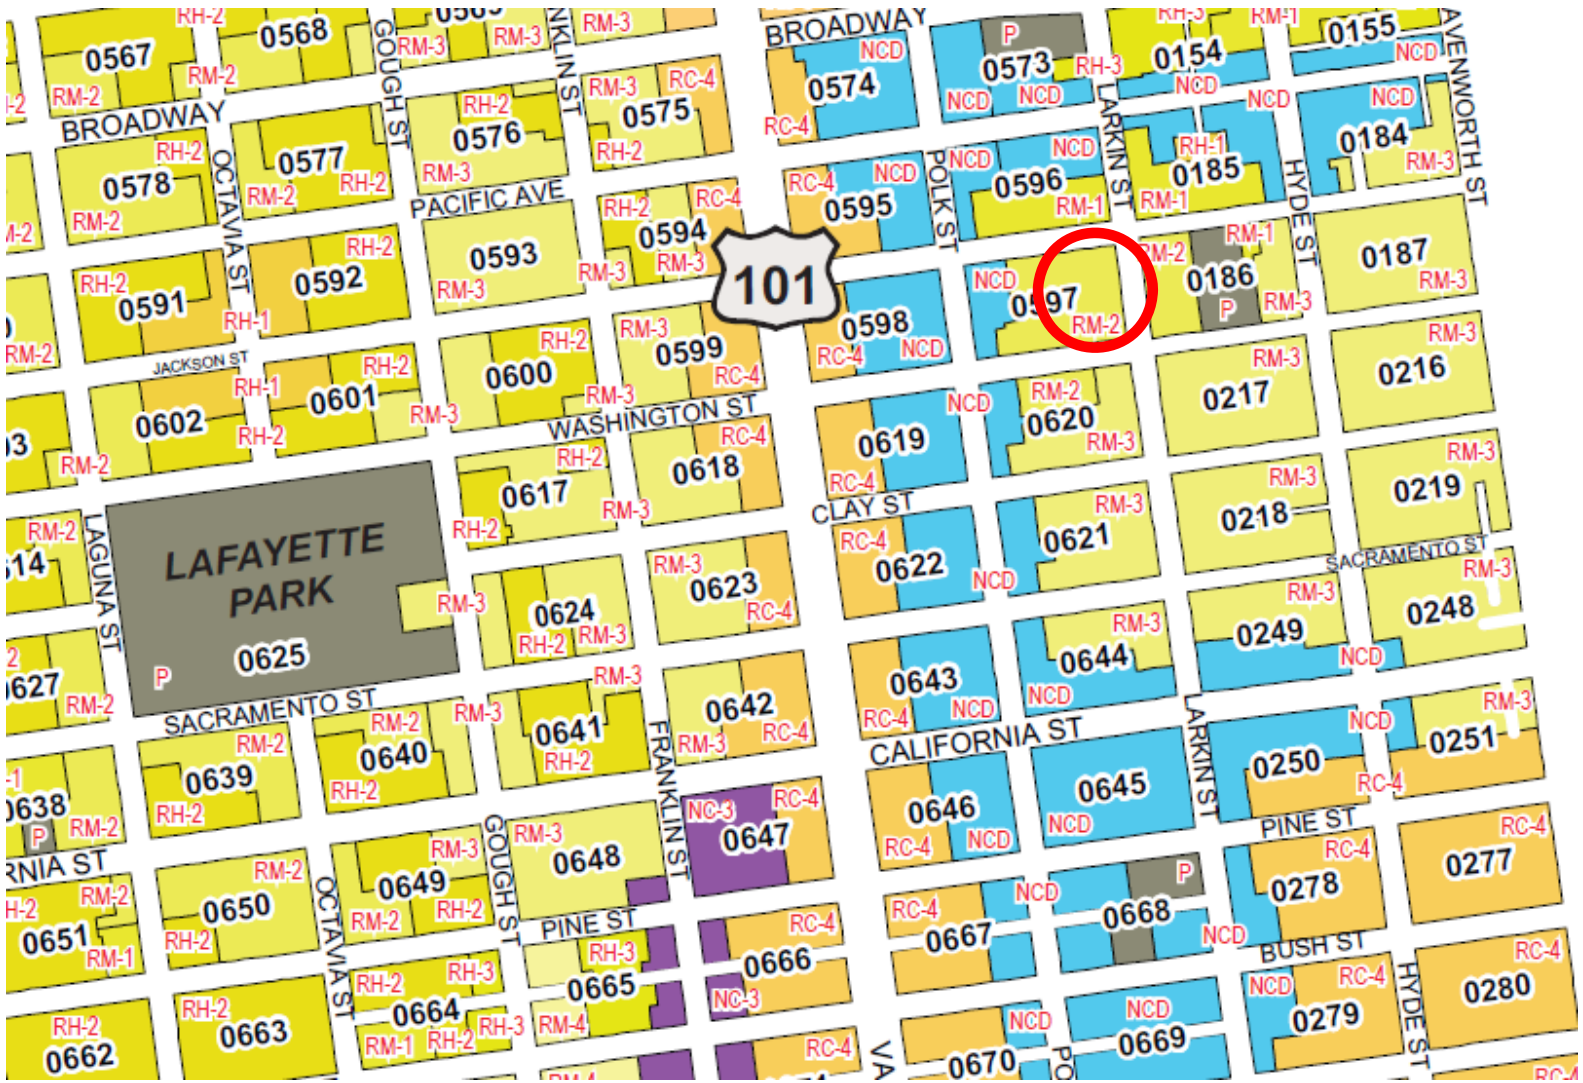 RH-2
0567
RM-2
RM-2
0568
GOUGH ST
RM-3
0569
RM-3
RM-3
BROADWAY
NCD
0574
RC-4
P
0573
NCD
NCD
RH-3
RH-3
RM-1
0154
NCD
0155
NCD
BROADWAY
RH-2
0576
RM-3
RM-3
RC-4
0575
RH-2
LARKIN ST
NCD
NCD
0184
RM-3
RH-2
0578
RM-2
OCTAVIA ST
0577
RM-2
RH-2
PACIFIC AVE
RC-4
NCD
0595
POLK ST
NCD
NCD
0596
RM-1
RH-1
0185
RM-1
HYDE ST
RH-2
0591
RH-1
RH-2
0592
0593
RM-3
RM-3
RH-2
RC-4
0594
RM-3
101
NCD
0597
RM-2
RM-2
RM-1
0186
P
RM-3
0187
RM-3
RM-2
JACKSON ST
RH-1
RH-2
0600
RM-3
RM-3
0599
RC-4
0598
RC-4
NCD
0602
RH-2
0601
RH-2
RM-3
WASHINGTON ST
NCD
RM-2
0620
RM-3
RM-3
0217
RM-3
0216
RM-2
RH-2
0617
RH-2
RM-3
RC-4
0618
0619
RC-4
CLAY ST
RM-3
0621
RM-3
0218
RM-3
0219
RM-2
LAGUNA ST
LAFAYETTE
PARK
0625
P
RM-3
0624
RH-2
RM-3
RM-3
0623
RC-4
RC-4
0622
NCD
SACRAMENTO ST
RM-3
RM-3
0249
NCD
0248
RM-2
SACRAMENTO ST
RM-3
RM-3
0642
RC-4
RM-3
0643
RC-4
NCD
RM-3
0644
NCD
RM-2
0639
RH-2
RM-2
0640
RH-2
RM-3
0641
RH-2
FRANKLIN ST
CALIFORNIA ST
LARKIN ST
NCD
0250
RC-4
RM-3
0251
0638
P
RM-2
GOUGH ST
RM-3
0648
NC-3
RC-4
0647
0646
RC-4
NCD
0645
NCD
PINE ST
RM-2
0650
RH-2
RM-3
0649
RM-2
RH-2
PINE ST
RC-4
0667
NCD
P
0668
NCD
RC-4
0278
RC-4
0277
RM-2
0651
RM-1
OCTAVIA ST
RH-2
RH-3
0664
RM-1
RH-2
RH-3
RH-3
0665
RM-4
RC-4
0666
NC-3
BUSH ST
NCD
RC-4
0279
HYDE ST
RC-4
0280
RH-2
0662
RH-2
0663
RC-4
NCD
0670
NCD
0669